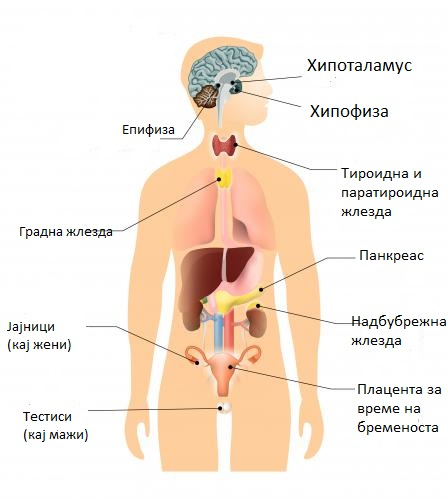 Хипоталамус
Хипофиза
Епифиза
Тироидна и
паратироидна
жлезда
Градна жлезда
Панкреас
Надбубрежна
жлезда
Јајници
(кај жени)
Плацента за
време на
бременоста
Тестиси
(кај мажи)